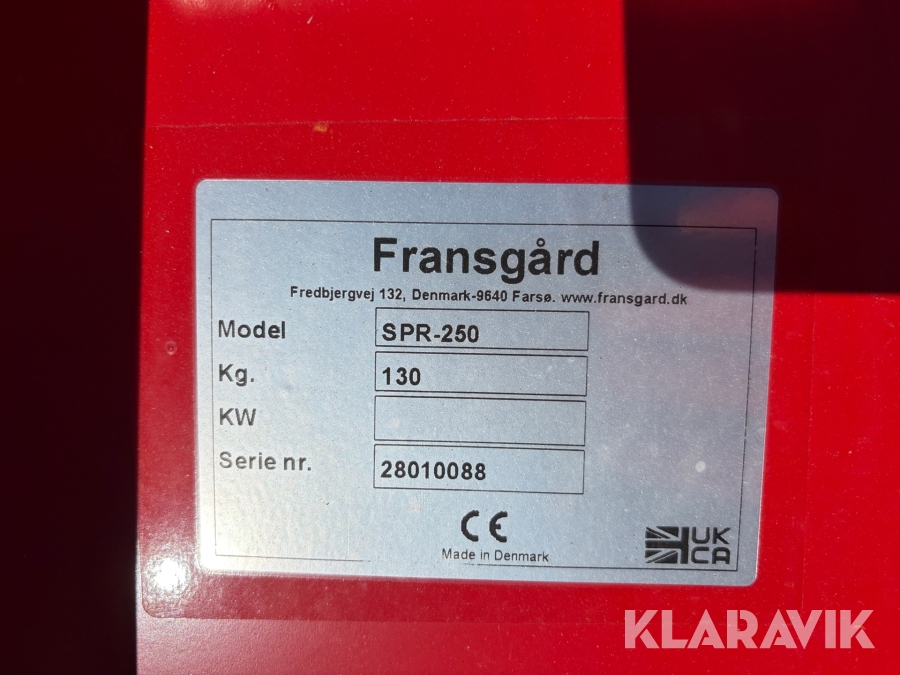 Fransgård
Fredbjergvej 132, Denmark-9640 Farsø. www.fransgard.dk
Model SPR-250
Kg. 130
KW
Serie nr. 28010088
CE
Made in Denmark
UK
CA
KLARAVIK